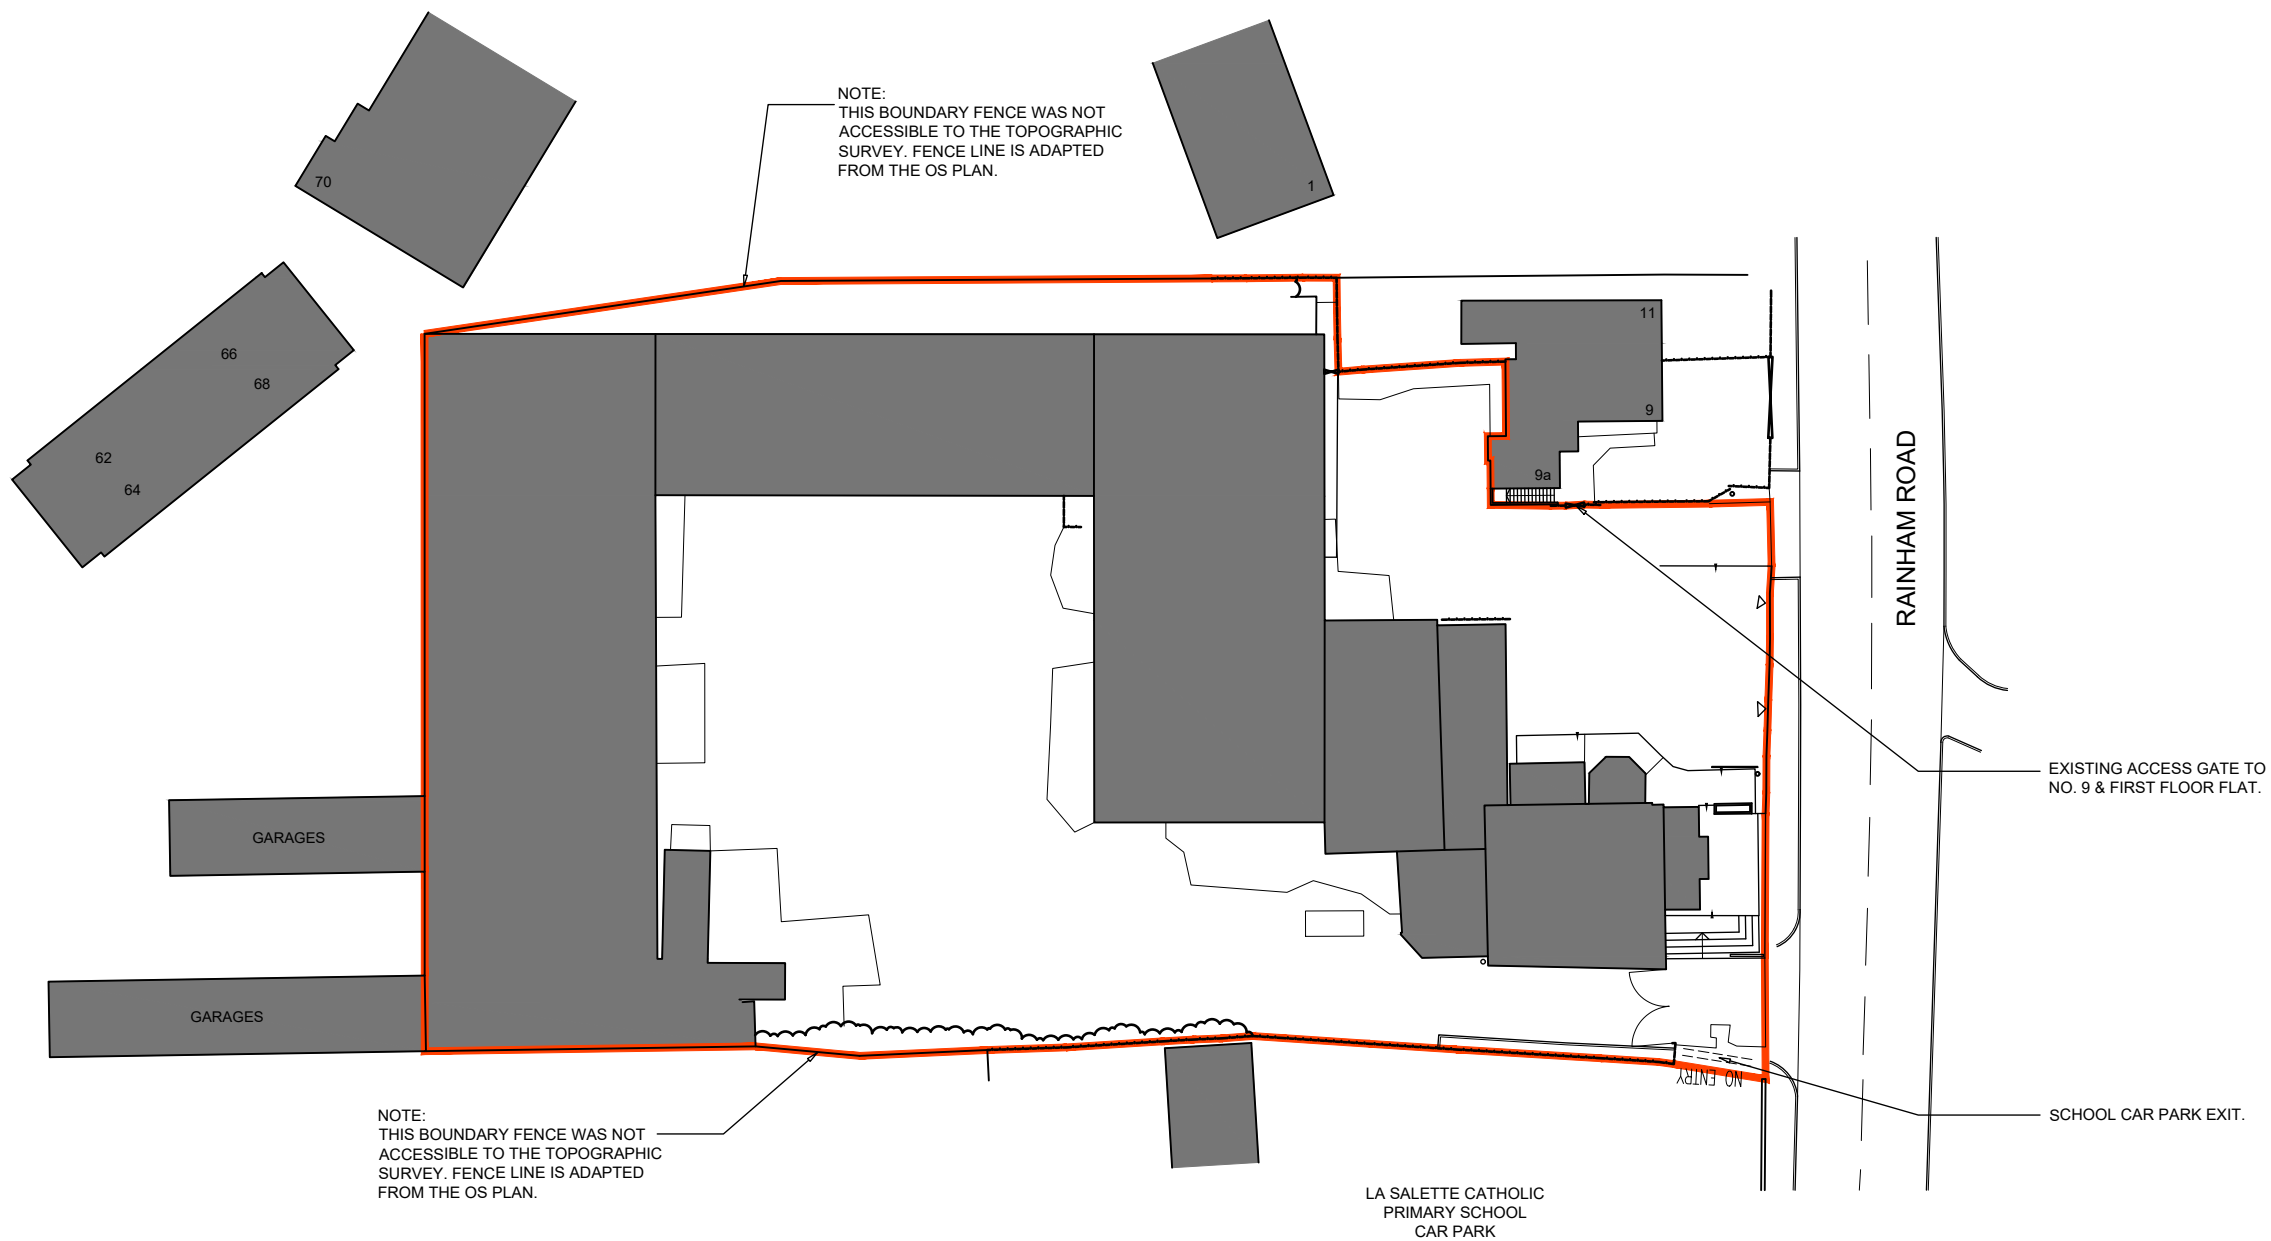 NOTE:
THIS BOUNDARY FENCE WAS NOT
ACCESSIBLE TO THE TOPOGRAPHIC
SURVEY. FENCE LINE IS ADAPTED
FROM THE OS PLAN.
70
1
66
68
62
64
11
9
9a
RAINHAM ROAD
EXISTING ACCESS GATE TO
NO. 9 & FIRST FLOOR FLAT.
GARAGES
GARAGES
NO ENTRY
SCHOOL CAR PARK EXIT.
NOTE:
THIS BOUNDARY FENCE WAS NOT
ACCESSIBLE TO THE TOPOGRAPHIC
SURVEY. FENCE LINE IS ADAPTED
FROM THE OS PLAN.
LA SALETTE CATHOLIC
PRIMARY SCHOOL
CAR PARK